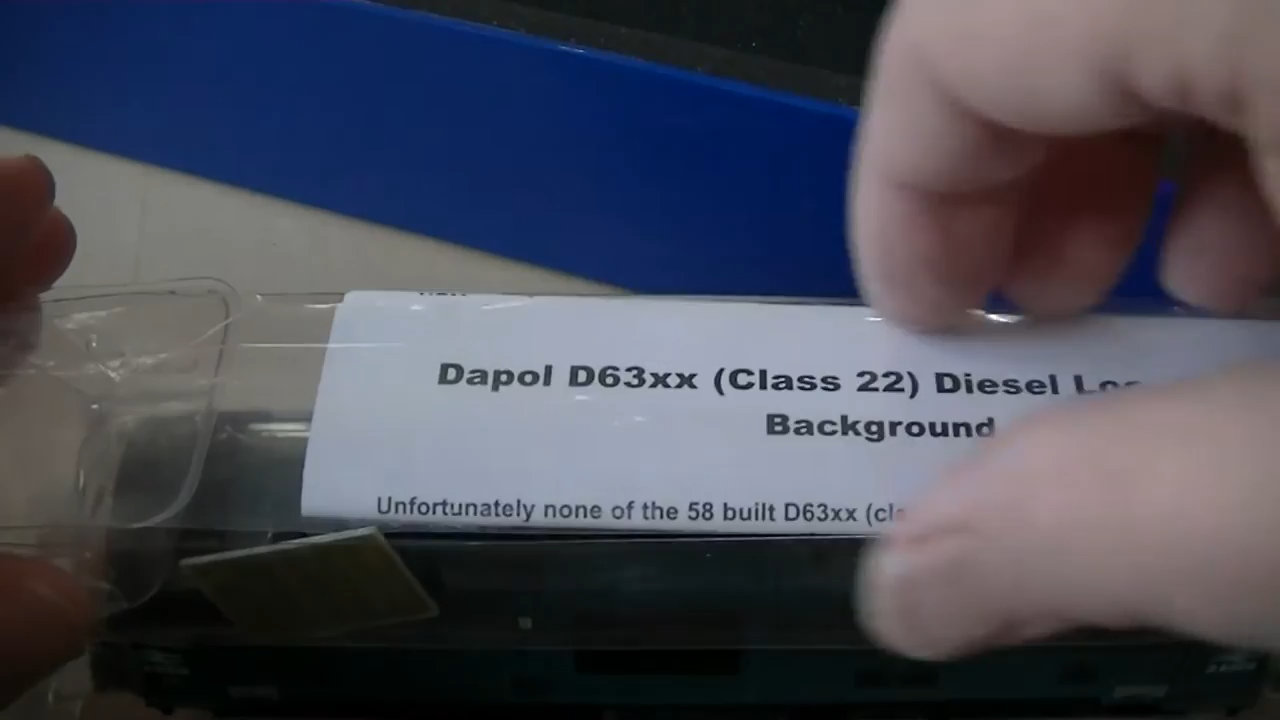 Dapol D63xx (Class 22) Diesel
Background
Unfortunately none of the 58 built D63xx